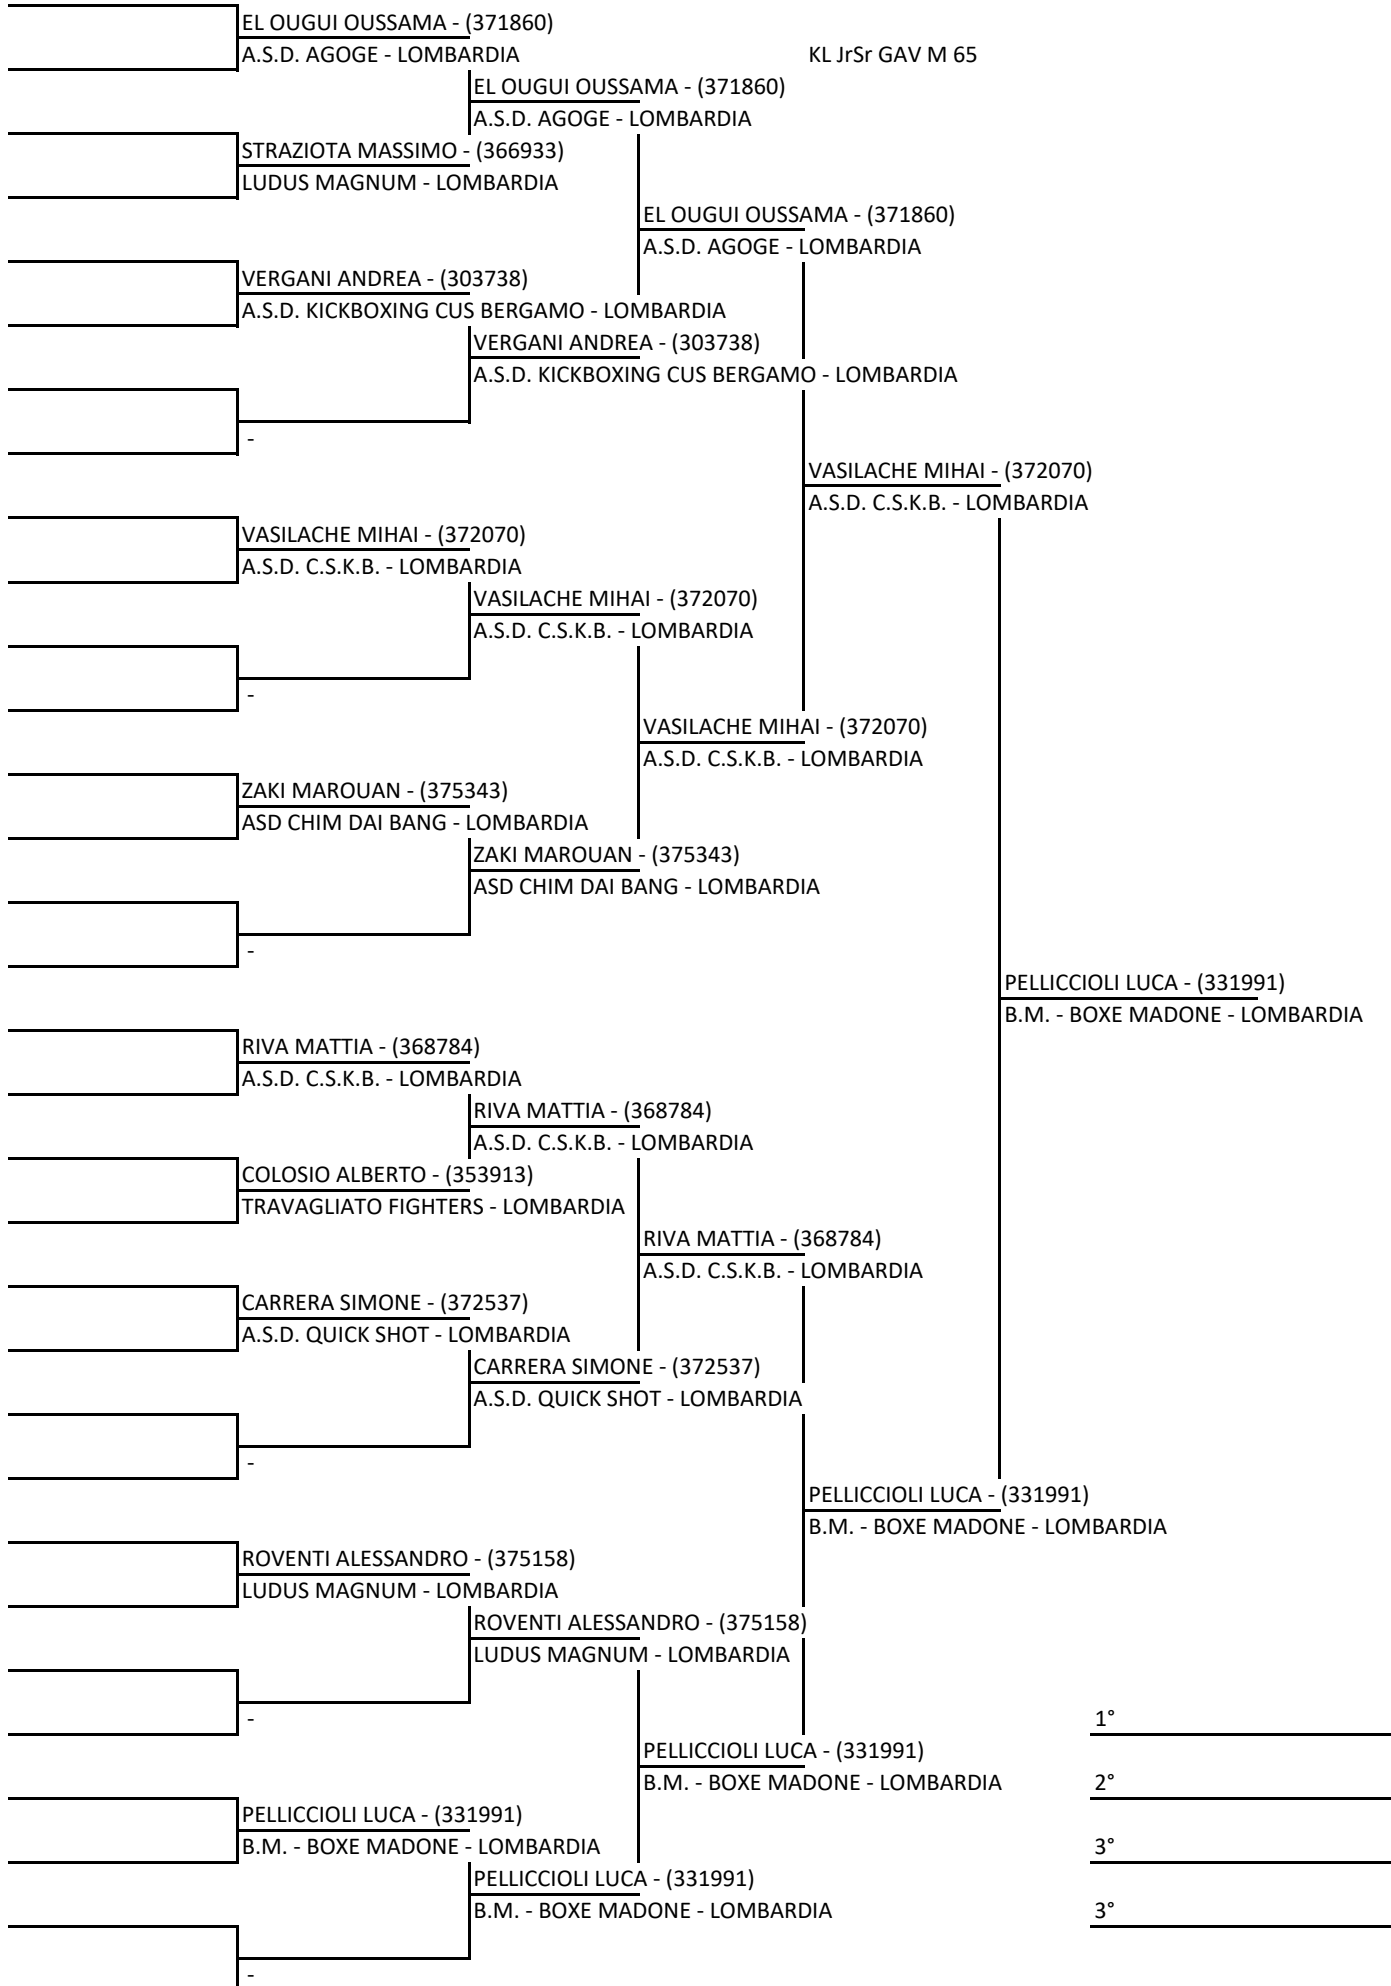 EL OUGUI OUSSAMA - (371860)
A.S.D. AGOGE - LOMBARDIA
KL JrSr GAV M 65
EL OUGUI OUSSAMA - (371860)
A.S.D. AGOGE - LOMBARDIA
STRAZIOTA MASSIMO - (366933)
LUDUS MAGNUM - LOMBARDIA
EL OUGUI OUSSAMA - (371860)
A.S.D. AGOGE - LOMBARDIA
VERGANI ANDREA - (303738)
A.S.D. KICKBOXING CUS BERGAMO - LOMBARDIA
VERGANI ANDREA - (303738)
A.S.D. KICKBOXING CUS BERGAMO - LOMBARDIA
-
VASILACHE MIHAI - (372070)
A.S.D. C.S.K.B. - LOMBARDIA
VASILACHE MIHAI - (372070)
A.S.D. C.S.K.B. - LOMBARDIA
VASILACHE MIHAI - (372070)
A.S.D. C.S.K.B. - LOMBARDIA
-
VASILACHE MIHAI - (372070)
A.S.D. C.S.K.B. - LOMBARDIA
ZAKI MAROUAN - (375343)
ASD CHIM DAI BANG - LOMBARDIA
ZAKI MAROUAN - (375343)
ASD CHIM DAI BANG - LOMBARDIA
-
PELLICCIOLI LUCA - (331991)
B.M. - BOXE MADONE - LOMBARDIA
RIVA MATTIA - (368784)
A.S.D. C.S.K.B. - LOMBARDIA
RIVA MATTIA - (368784)
A.S.D. C.S.K.B. - LOMBARDIA
COLOSIO ALBERTO - (353913)
TRAVAGLIATO FIGHTERS - LOMBARDIA
RIVA MATTIA - (368784)
A.S.D. C.S.K.B. - LOMBARDIA
CARRERA SIMONE - (372537)
A.S.D. QUICK SHOT - LOMBARDIA
CARRERA SIMONE - (372537)
A.S.D. QUICK SHOT - LOMBARDIA
-
PELLICCIOLI LUCA - (331991)
B.M. - BOXE MADONE - LOMBARDIA
ROVENTI ALESSANDRO - (375158)
LUDUS MAGNUM - LOMBARDIA
ROVENTI ALESSANDRO - (375158)
LUDUS MAGNUM - LOMBARDIA
-
1°
PELLICCIOLI LUCA - (331991)
B.M. - BOXE MADONE - LOMBARDIA
2°
PELLICCIOLI LUCA - (331991)
B.M. - BOXE MADONE - LOMBARDIA
3°
PELLICCIOLI LUCA - (331991)
B.M. - BOXE MADONE - LOMBARDIA
3°
-